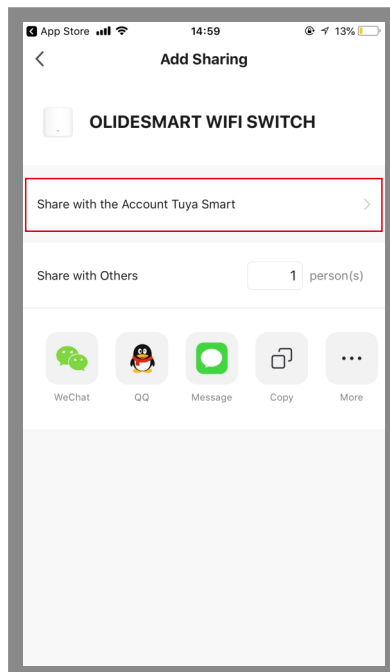 App Store 14:59 13%
Add Sharing
OLIDESMART WIFI SWITCH
Share with the Account Tuya Smart
Share with Others 1 person(s)
WeChat QQ Message Copy More